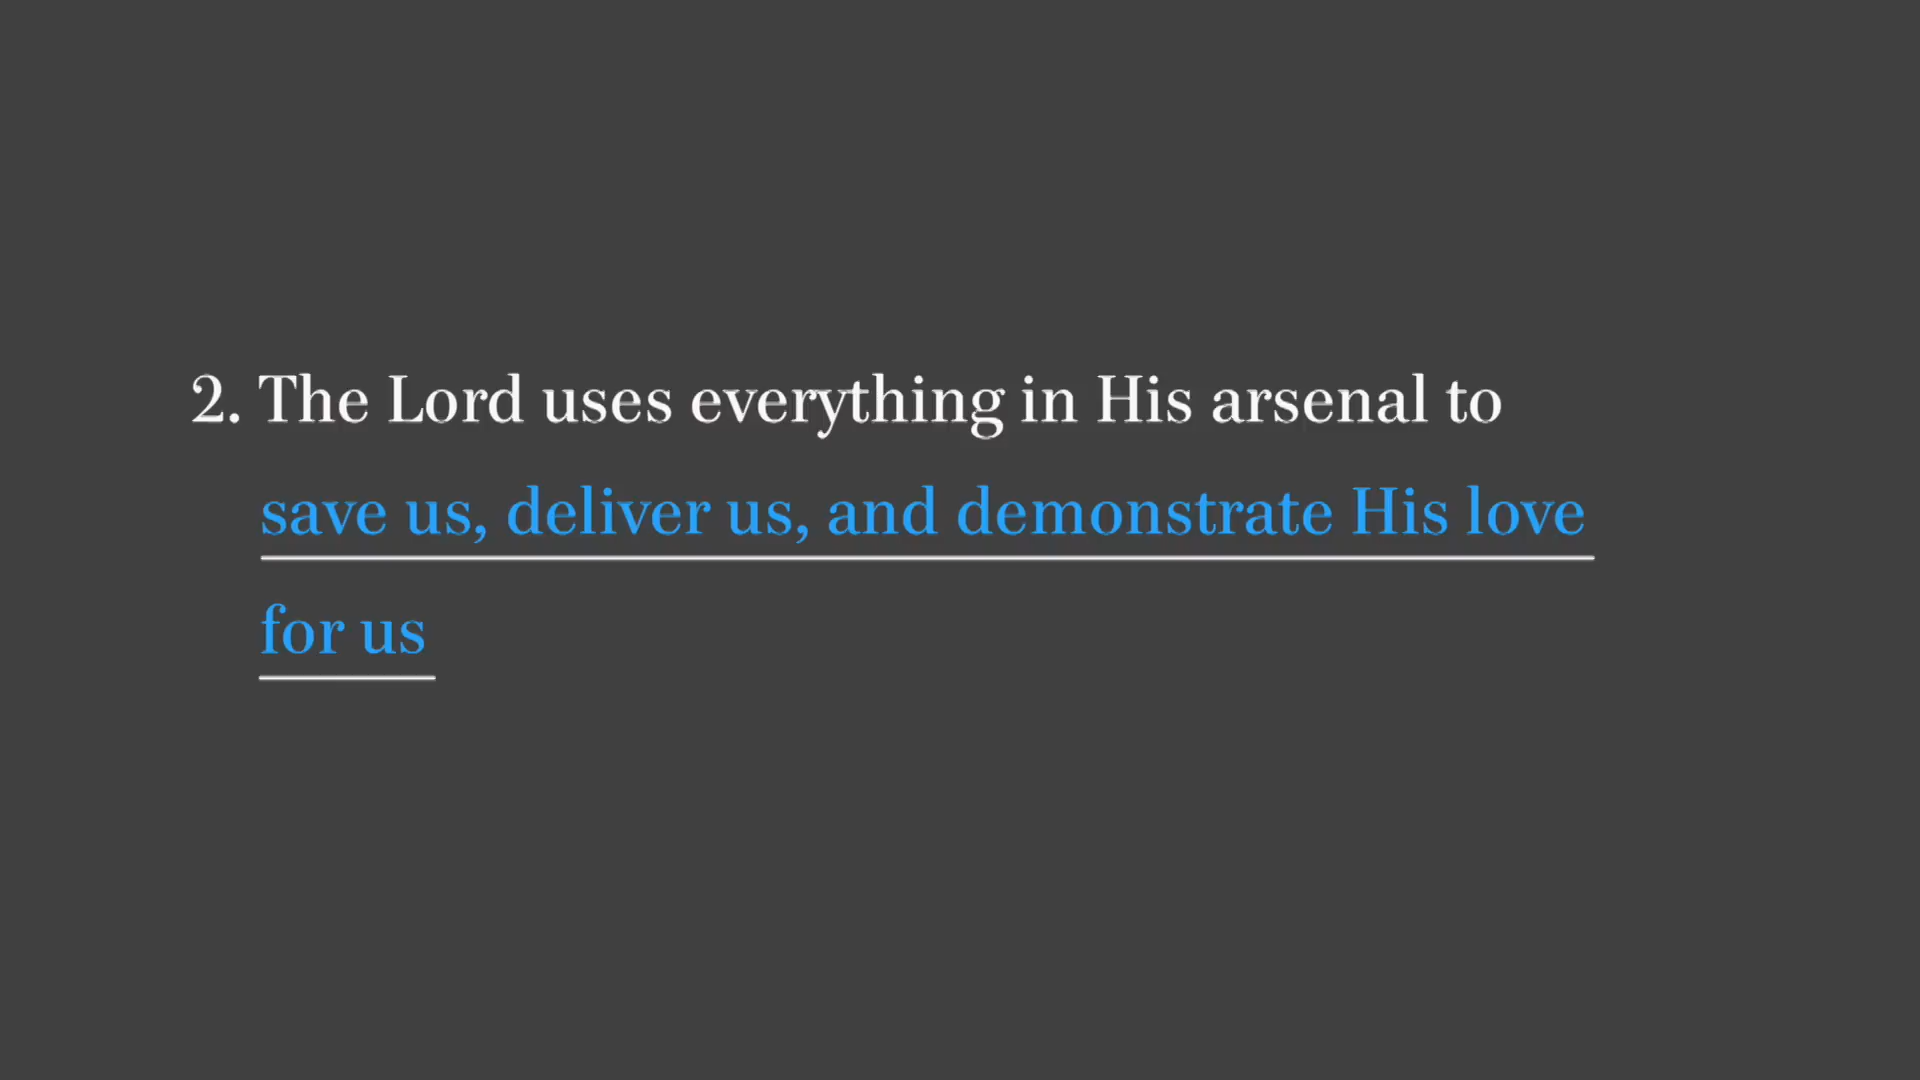 2. The Lord uses everything in His arsenal to
save us, deliver us, and demonstrate His love
for us